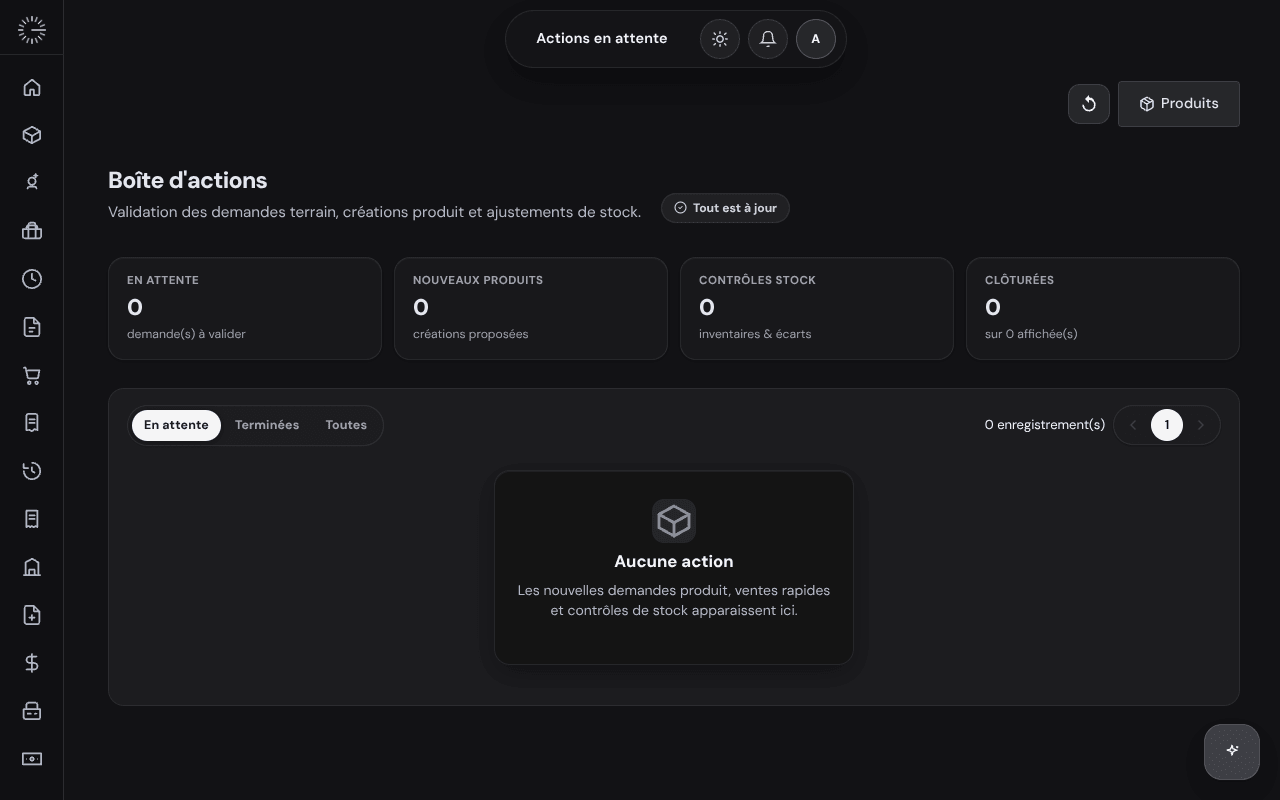 Actions en attente
A
Produits
Boîte d'actions
Validation des demandes terrain, créations produit et ajustements de stock.
Tout est à jour
EN ATTENTE
0
demande(s) à valider
NOUVEAUX PRODUITS
0
créations proposées
CONTRÔLES STOCK
0
inventaires & écarts
CLÔTURÉES
0
sur 0 affichée(s)
En attente
Terminées
Toutes
0 enregistrement(s)
1
Aucune action
Les nouvelles demandes produit, ventes rapides
et contrôles de stock apparaissent ici.